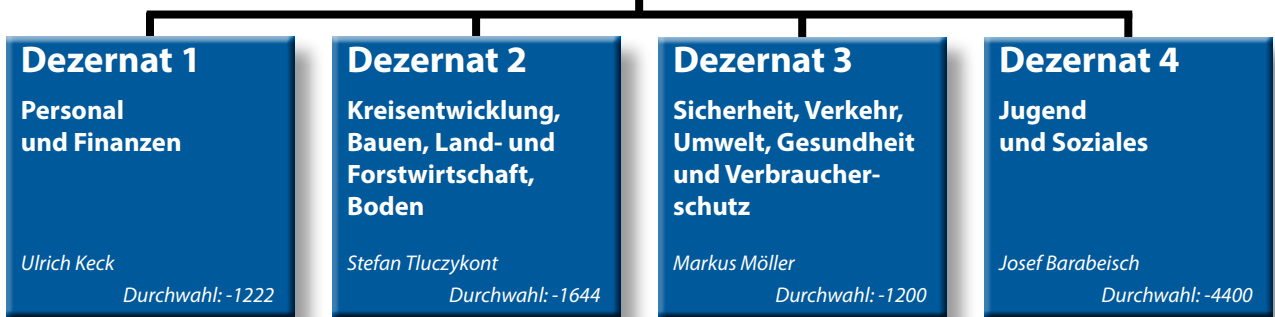 Dezernat 1
Personal
und Finanzen
Ulrich Keck
Durchwahl: -1222
Dezernat 2
Kreisentwicklung,
Bauen, Land- und
Forstwirtschaft,
Boden
Stefan Tluczykont
Durchwahl: -1644
Dezernat 3
Sicherheit, Verkehr,
Umwelt, Gesundheit
und Verbraucher-
schutz
Markus Möller
Durchwahl: -1200
Dezernat 4
Jugend
und Soziales
Josef Barabeisch
Durchwahl: -4400